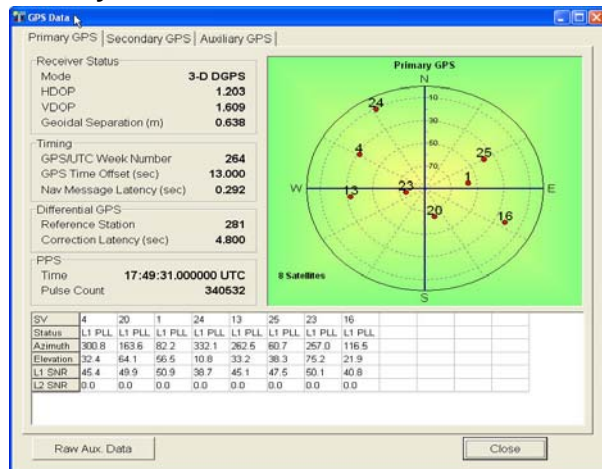 GPS Data
Primary GPS Secondary GPS Auxiliary GPS
Receiver Status
Mode 3-D DGPS
HDOP 1.203
VDOP 1.609
Geoidal Separation (m) 0.638
Timing
GPS/UTC Week Number 264
GPS Time Offset (sec) 13.000
Nav Message Latency (sec) 0.292
Differential GPS
Reference Station 281
Correction Latency (sec) 4.800
PPS
Time 17:49:31.000000 UTC
Pulse Count 340532
Primary GPS
N
10
24
50
4
25
70
1
W
13
23
E
20
16
8 Satellites
S
SV 4 20 1 24 13 25 23 16
Status L1 PLL L1 PLL L1 PLL L1 PLL L1 PLL L1 PLL L1 PLL L1 PLL
Azimuth 300.8 163.6 82.2 332.1 262.5 60.7 257.0 116.5
Elevation 32.4 64.1 56.5 10.8 33.2 38.3 75.2 21.9
L1 SNR 45.4 49.9 50.9 38.7 45.1 47.5 50.1 40.8
L2 SNR 0.0 0.0 0.0 0.0 0.0 0.0 0.0 0.0
Raw Aux. Data
Close